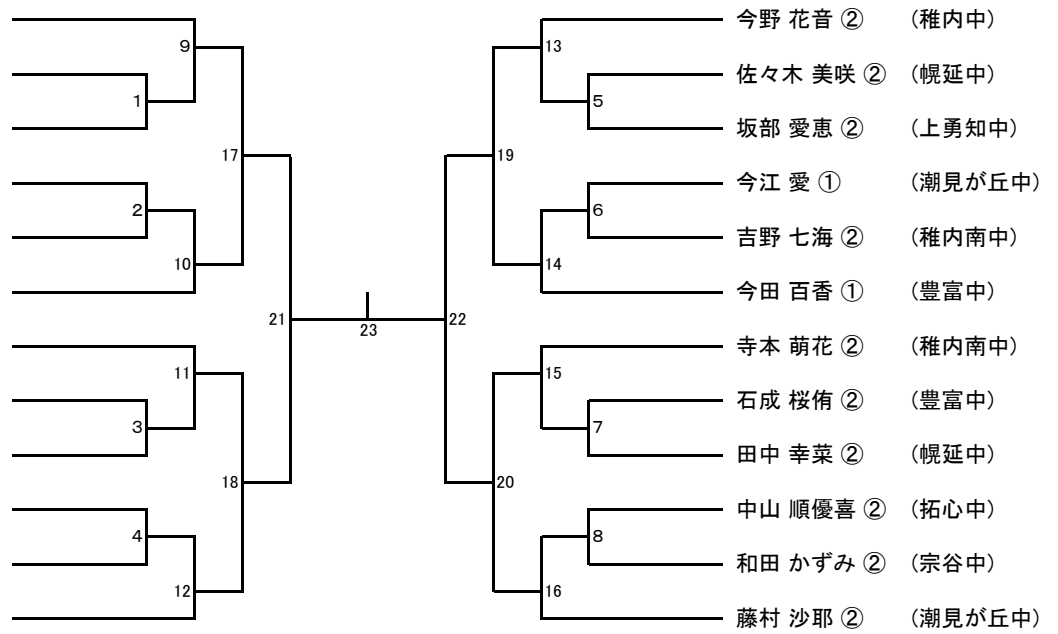 今野 花音 ② (稚内中)
9
13
佐々木 美咲 ② (幌延中)
1
5
坂部 愛恵 ② (上勇知中)
17
19
今江 愛 ① (潮見が丘中)
2
6
吉野 七海 ② (稚内南中)
10
14
今田 百香 ① (豊富中)
21
22
23
寺本 萌花 ② (稚内南中)
11
15
石成 桜侑 ② (豊富中)
3
7
田中 幸菜 ② (幌延中)
18
20
中山 順優喜 ② (拓心中)
4
8
和田 かずみ ② (宗谷中)
12
16
藤村 沙耶 ② (潮見が丘中)